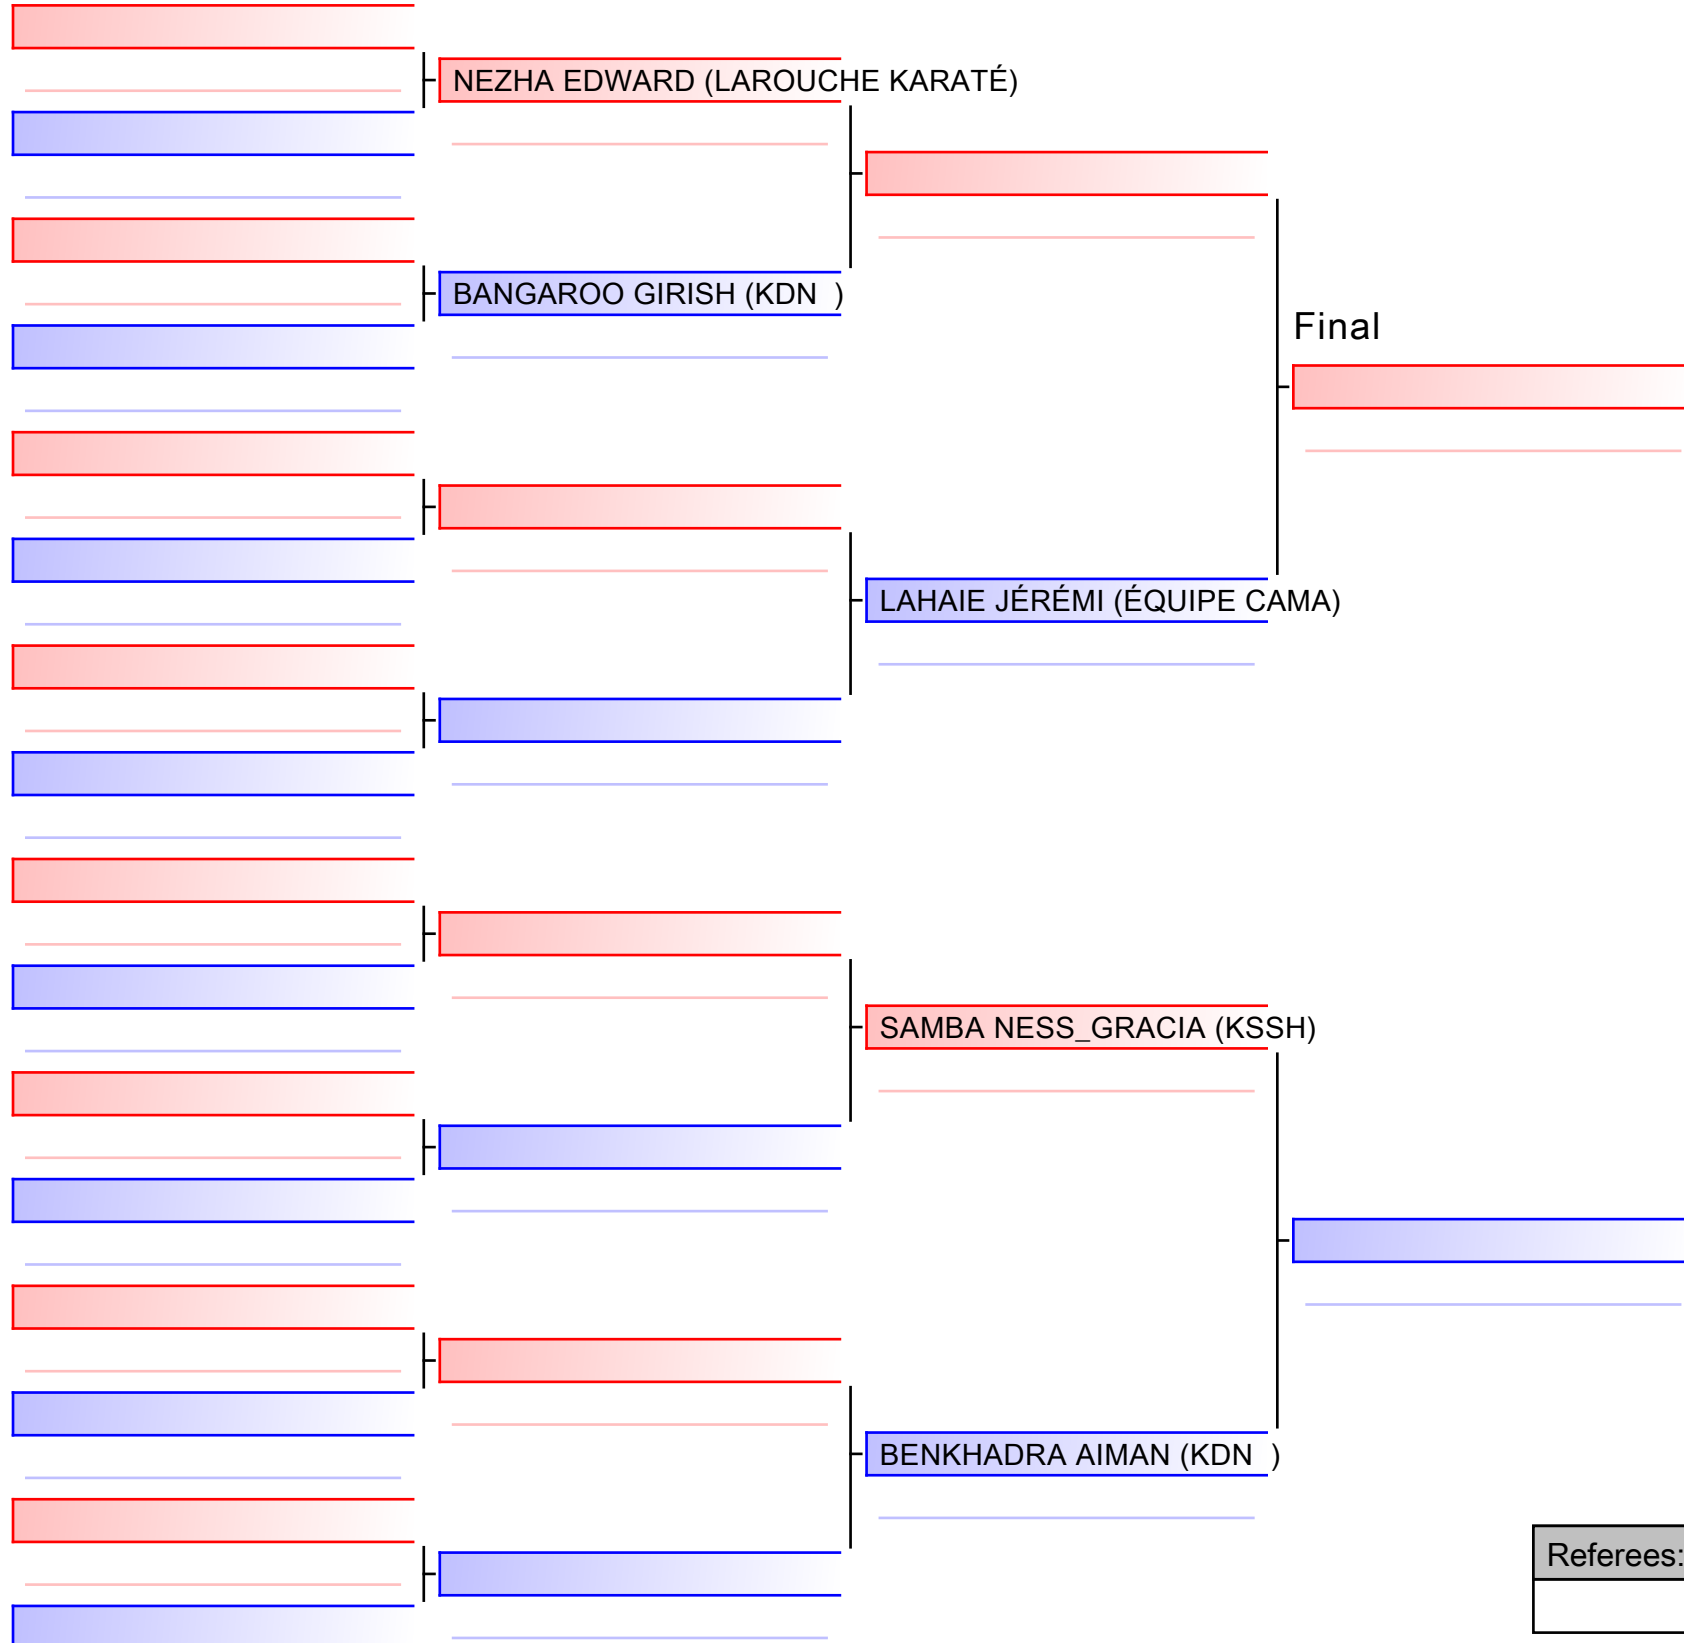 NEZHA EDWARD (LAROUCHE KARATÉ)
BANGAROO GIRISH (KDN  )
Final
LAHAIE JÉRÉMI (ÉQUIPE CAMA)
SAMBA NESS_GRACIA (KSSH)
BENKHADRA AIMAN (KDN  )
Referees: